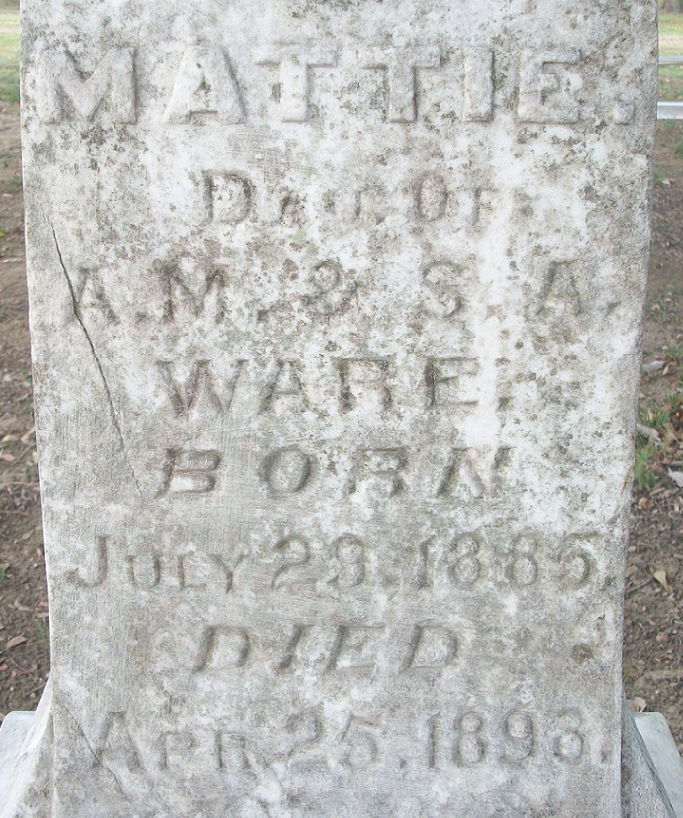 MATTIE.
DAU. OF
A. M. & S. A.
WARE.
BORN
JULY 29. 1885
DIED
APR. 25. 1893.